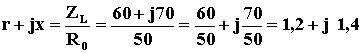 r + jx = Z_L / R_0 = (60 + j70) / 50 = 60/50 + j 70/50 = 1,2 + j 1,4